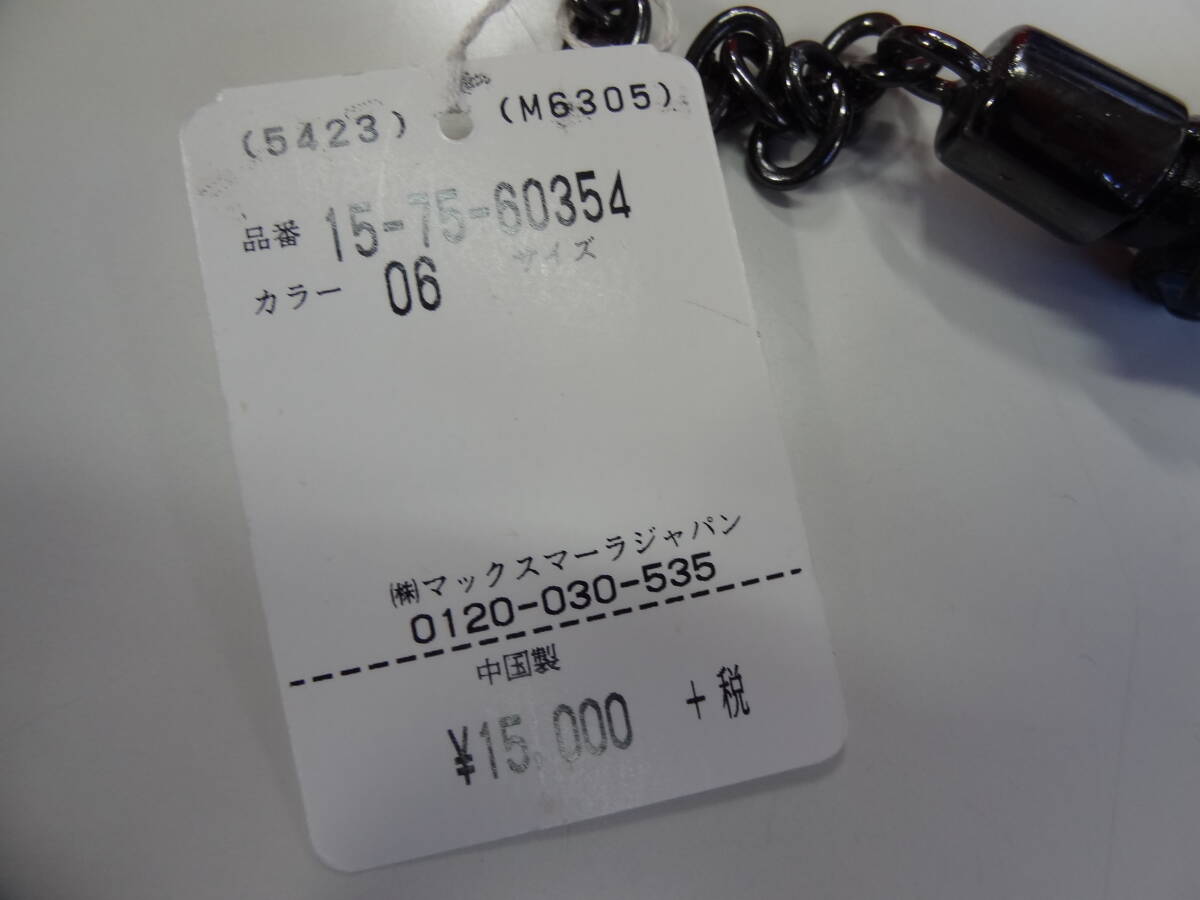 (5423) (M6305)
品番 15-75-60354
カラー 06 サイズ
㈱マックスマーラジャパン
0120-030-535
中国製
¥15,000 +税